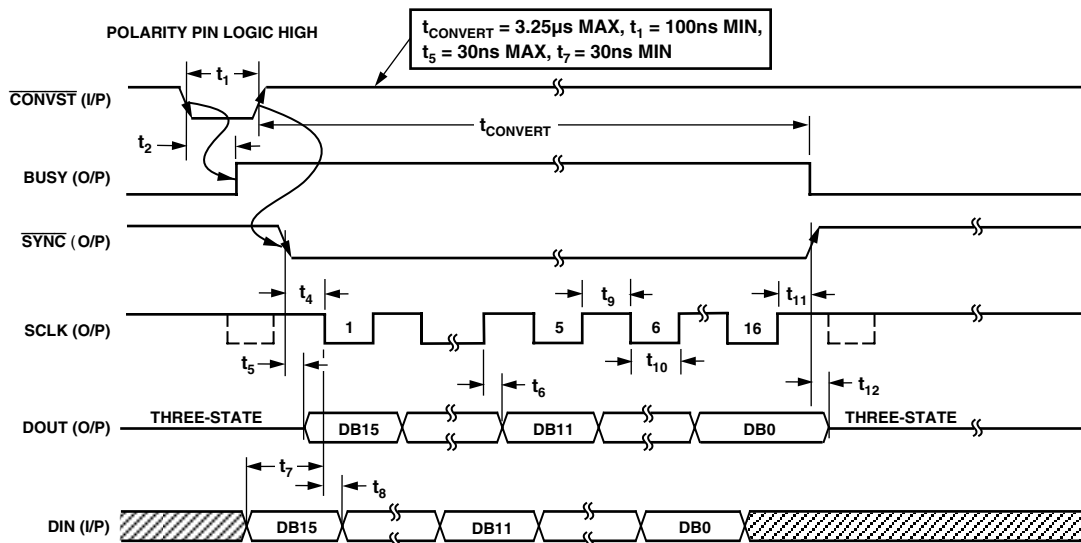 POLARITY PIN LOGIC HIGH
tCONVERT = 3.25µs MAX, t1 = 100ns MIN,
t5 = 30ns MAX, t7 = 30ns MIN
t1
CONVST (I/P)
tCONVERT
t2
BUSY (O/P)
SYNC (O/P)
t4
t9
t11
SCLK (O/P)
1
5
6
16
t5
t6
t10
t12
THREE-STATE
THREE-STATE
DOUT (O/P)
DB15
DB11
DB0
t7
t8
DIN (I/P)
DB15
DB11
DB0